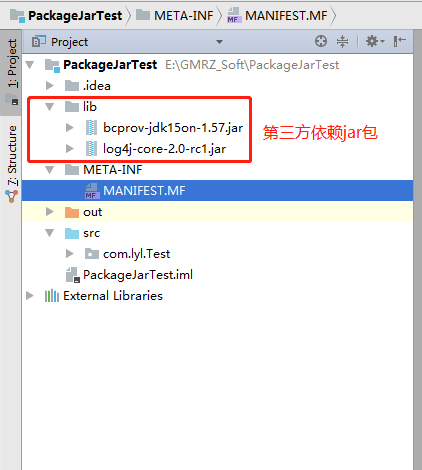 PackageJarTest META-INF MANIFEST.MF
Project
1: Project
PackageJarTest E:\GMRZ_Soft\PackageJarTest
.idea
lib
bcprov-jdk15on-1.57.jar
第三方依赖jar包
log4j-core-2.0-rc1.jar
META-INF
MANIFEST.MF
Z: Structure
out
src
com.lyl.Test
PackageJarTest.iml
External Libraries